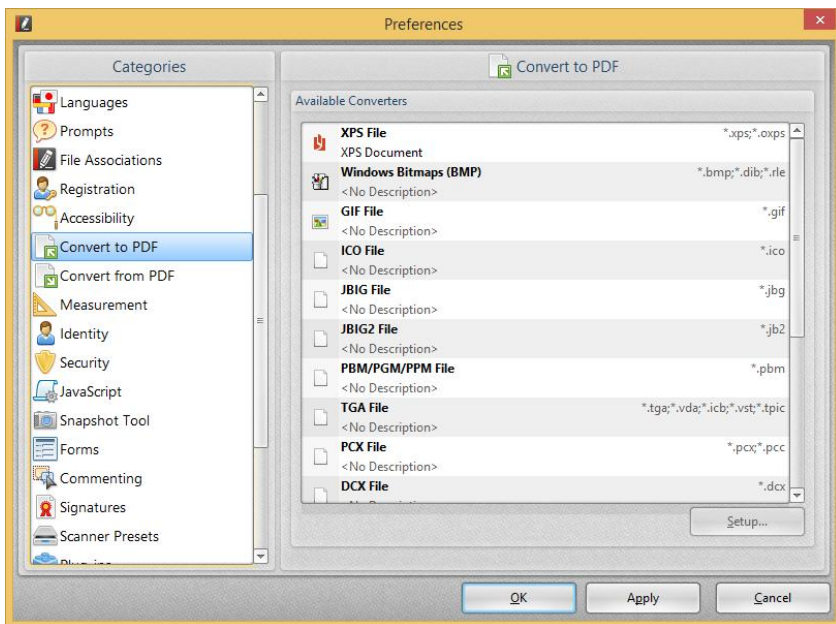 Preferences
Categories
Languages
Prompts
File Associations
Registration
Accessibility
Convert to PDF
Convert from PDF
Measurement
Identity
Security
JavaScript
Snapshot Tool
Forms
Commenting
Signatures
Scanner Presets
Convert to PDF
Available Converters
XPS File *.xps;*.oxps
XPS Document
Windows Bitmaps (BMP) *.bmp;*.dib;*.rle
<No Description>
GIF File *.gif
<No Description>
ICO File *.ico
<No Description>
JBIG File *.jbg
<No Description>
JBIG2 File *.jb2
<No Description>
PBM/PGM/PPM File *.pbm
<No Description>
TGA File *.tga;*.vda;*.icb;*.vst;*.tpic
<No Description>
PCX File *.pcx;*.pcc
<No Description>
DCX File *.dcx
Setup...
OK Apply Cancel